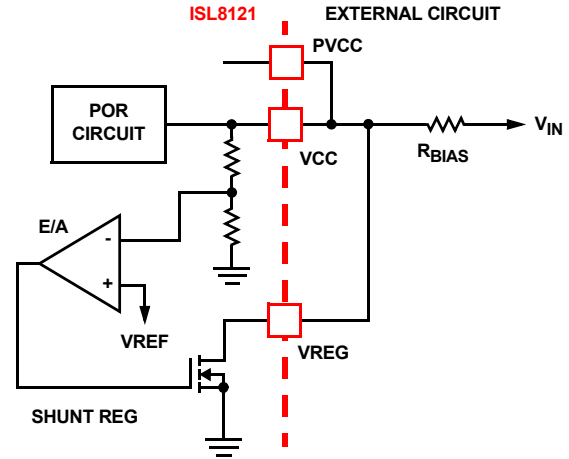 ISL8121
EXTERNAL CIRCUIT
PVCC
POR
CIRCUIT
VCC
RBIAS
VIN
E/A
-
+
VREF
VREG
SHUNT REG